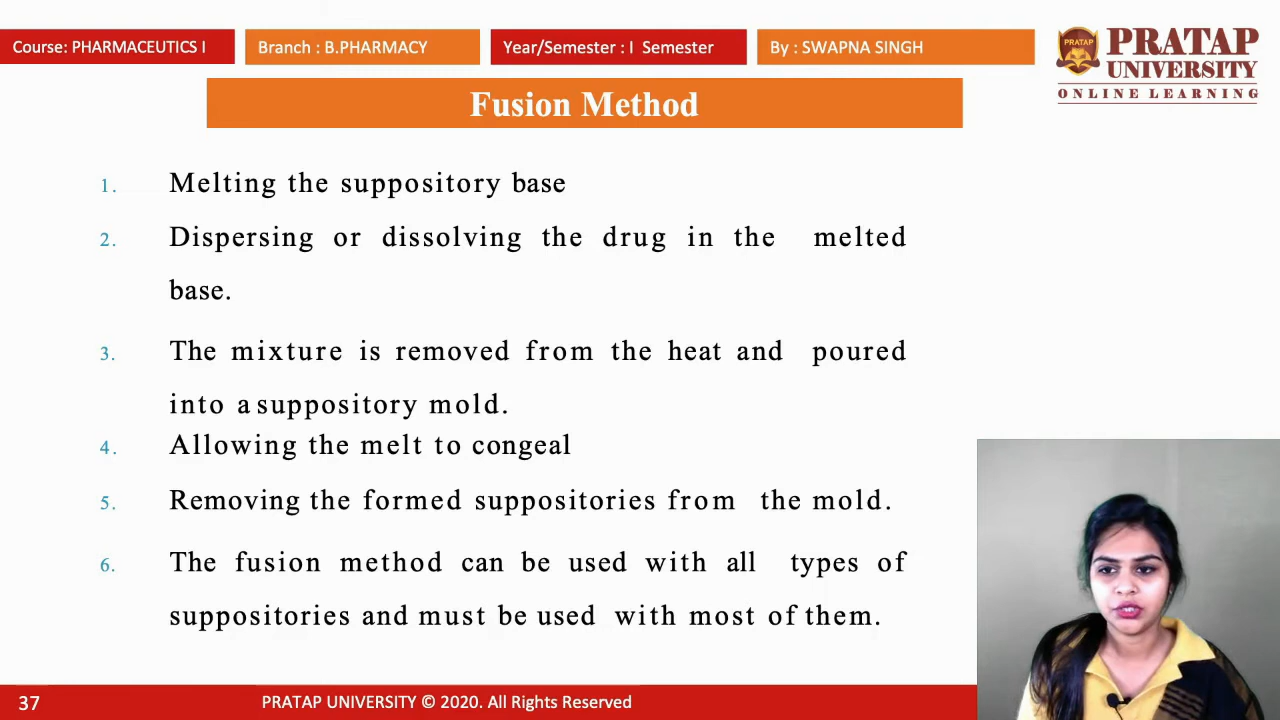 Course: PHARMACEUTICS I
Branch : B.PHARMACY
Year/Semester : I Semester
By : SWAPNA SINGH
PRATAP
PRATAP
UNIVERSITY
ONLINE LEARNING
Fusion Method
1. Melting the suppository base
2. Dispersing or dissolving the drug in the melted
base.
3. The mixture is removed from the heat and poured
into a suppository mold.
4. Allowing the melt to congeal
5. Removing the formed suppositories from the mold.
6. The fusion method can be used with all types of
suppositories and must be used with most of them.
37
PRATAP UNIVERSITY © 2020. All Rights Reserved